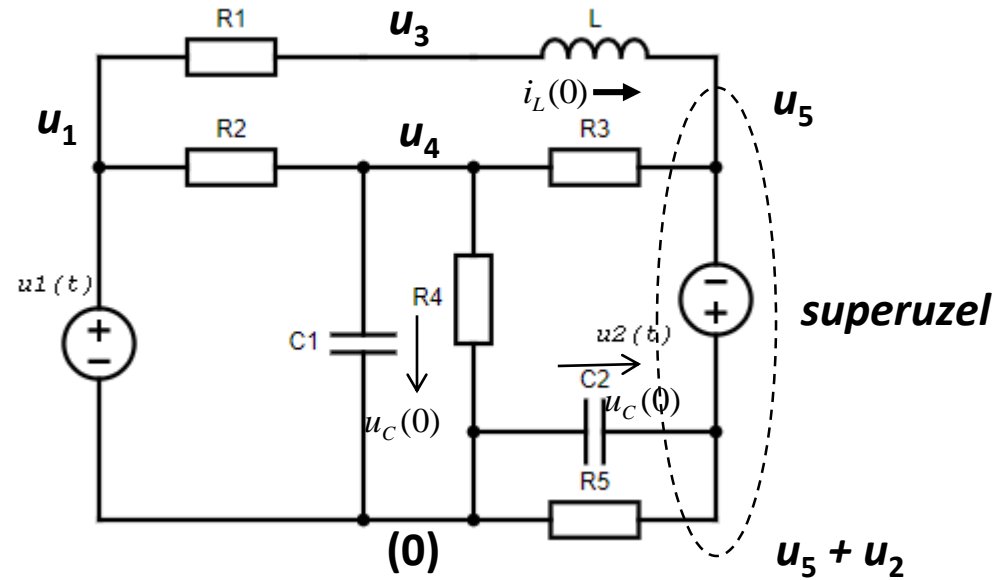 R1
u3
L
iL(0)
u5
u1
R2
u4
R3
u1(t)
R4
superuzel
C1
u2(t)
C2
uC(0)
uC(0)
R5
(0)
u5 + u2